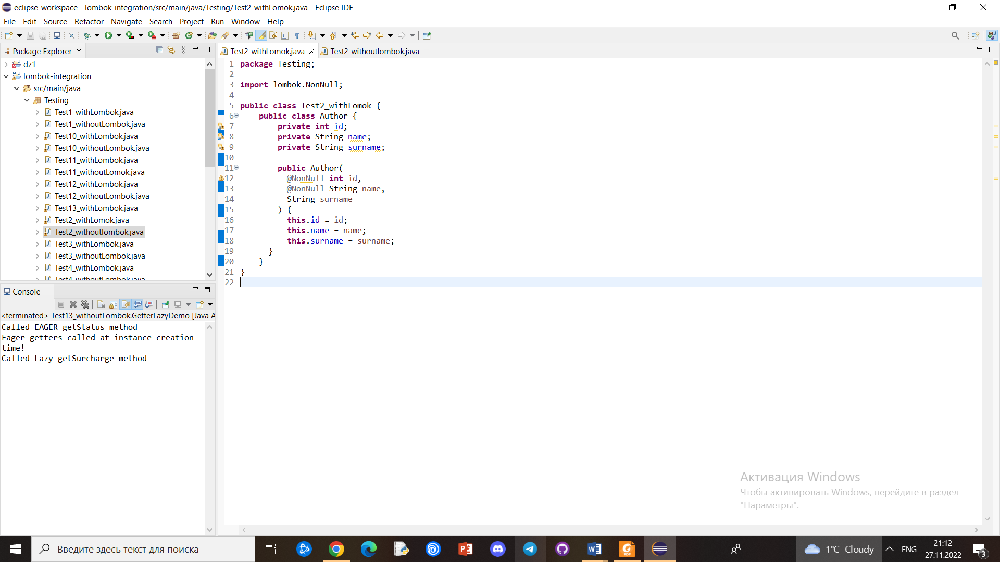 eclipse-workspace - lombok-integration/src/main/java/Testing/Test2_withLomok.java - Eclipse IDE
File Edit Source Refactor Navigate Search Project Run Window Help
Package Explorer
dz1
lombok-integration
src/main/java
Testing
Test1_withLombok.java
Test1_withoutLombok.java
Test10_withLombok.java
Test10_withoutLombok.java
Test11_withLombok.java
Test11_withoutLomok.java
Test12_withLombok.java
Test12_withoutLombok.java
Test13_withLombok.java
Test2_withLomok.java
Test2_withoutlombok.java
Test3_withLombok.java
Test3_withoutLombok.java
Test4_withLombok.java
Test4_withoutLombok.java
Console
<terminated> Test13_withoutLombok.GetterLazyDemo [Java A
Called EAGER getStatus method
Eager getters called at instance creation
time!
Called Lazy getSurcharge method
Test2_withLomok.java Test2_withoutlombok.java
1 package Testing;
2
3 import lombok.NonNull;
4
5 public class Test2_withLomok {
6 public class Author {
7 private int id;
8 private String name;
9 private String surname;
10
11 public Author(
12 @NonNull int id,
13 @NonNull String name,
14 String surname
15 ) {
16 this.id = id;
17 this.name = name;
18 this.surname = surname;
19 }
20 }
21 }
22
Активация Windows
Чтобы активировать Windows, перейдите в раздел
"Параметры".
Введите здесь текст для поиска
1°C Cloudy
ENG
21:12
27.11.2022
3